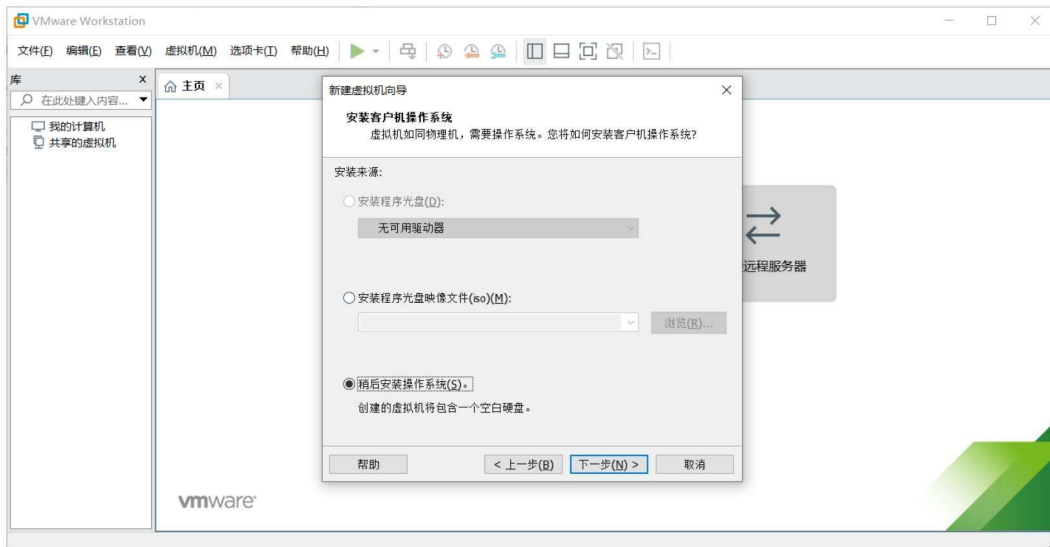 VMware Workstation
文件(F) 编辑(E) 查看(V) 虚拟机(M) 选项卡(T) 帮助(H)
库
主页
在此处键入内容...
我的计算机
共享的虚拟机
新建虚拟机向导
安装客户机操作系统
虚拟机如同物理机，需要操作系统。您将如何安装客户机操作系统?
安装来源:
安装程序光盘(D):
无可用驱动器
远程服务器
安装程序光盘映像文件(iso)(M):
浏览(R)...
稍后安装操作系统(S)。
创建的虚拟机将包含一个空白硬盘。
帮助
< 上一步(B)
下一步(N) >
取消
vmware